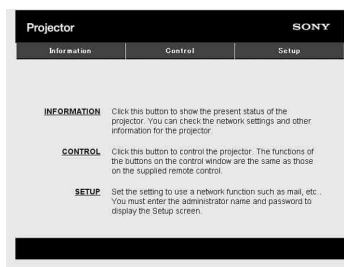 Projector SONY
Information Control Setup
INFORMATION Click this button to show the present status of the
projector. You can check the network settings and other
information for the projector.
CONTROL Click this button to control the projector. The functions of
the buttons on the control window are the same as those
on the supplied remote control.
SETUP Set the setting to use a network function such as mail, etc..
You must enter the administrator name and password to
display the Setup screen.